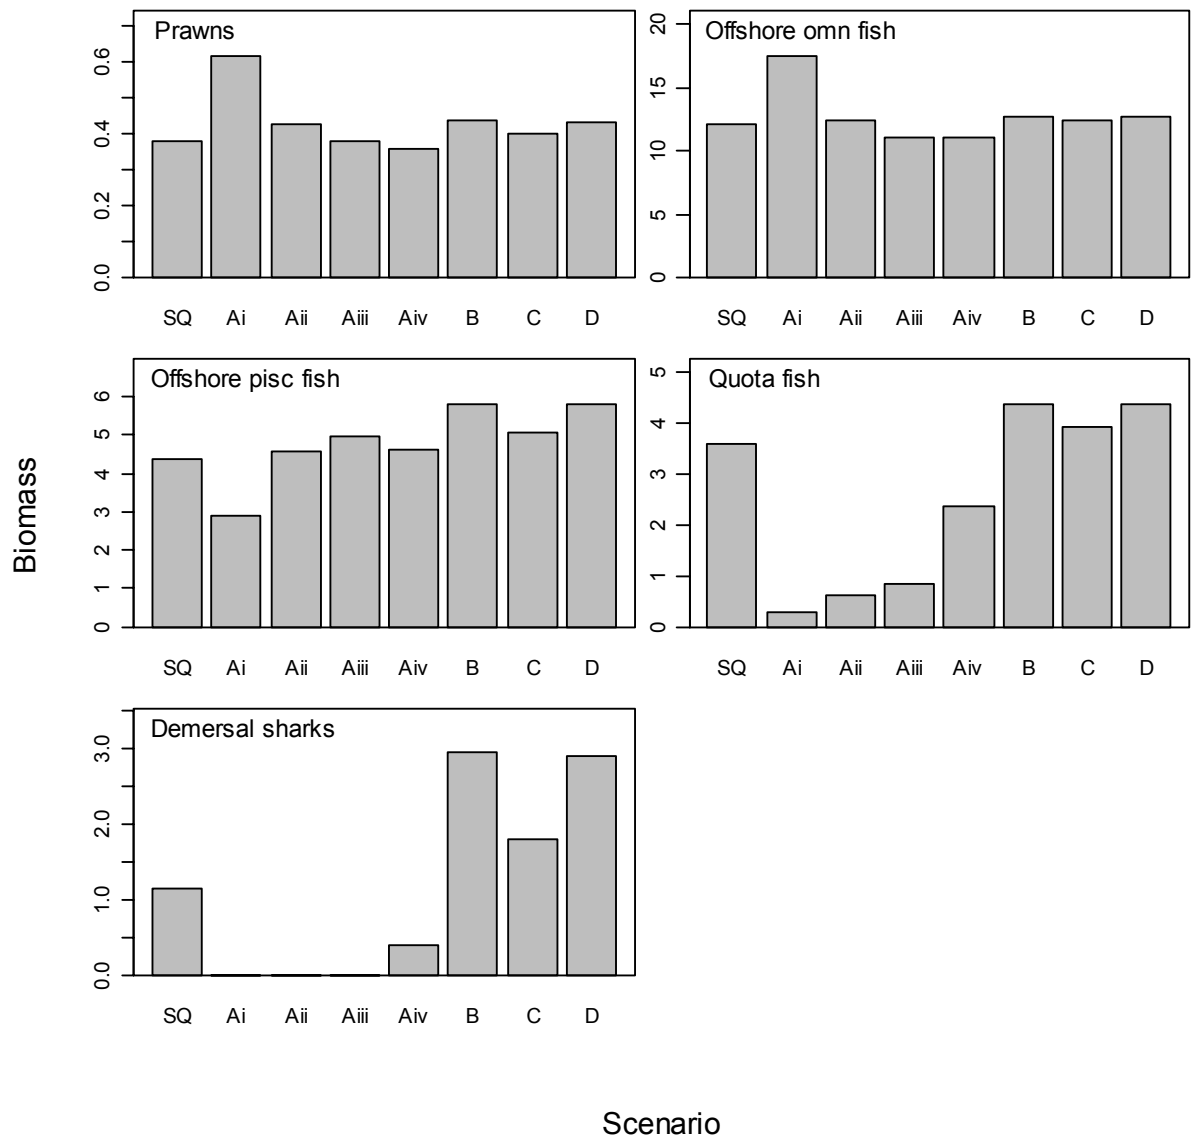 Prawns
0.0 0.2 0.4 0.6
SQ Ai Aii Aiii Aiv B C D
Offshore omn fish
0 5 10 15 20
SQ Ai Aii Aiii Aiv B C D
Offshore pisc fish
0 1 2 3 4 5 6
SQ Ai Aii Aiii Aiv B C D
Quota fish
0 1 2 3 4 5
SQ Ai Aii Aiii Aiv B C D
Demersal sharks
0.0 1.0 2.0 3.0
SQ Ai Aii Aiii Aiv B C D
Biomass
Scenario